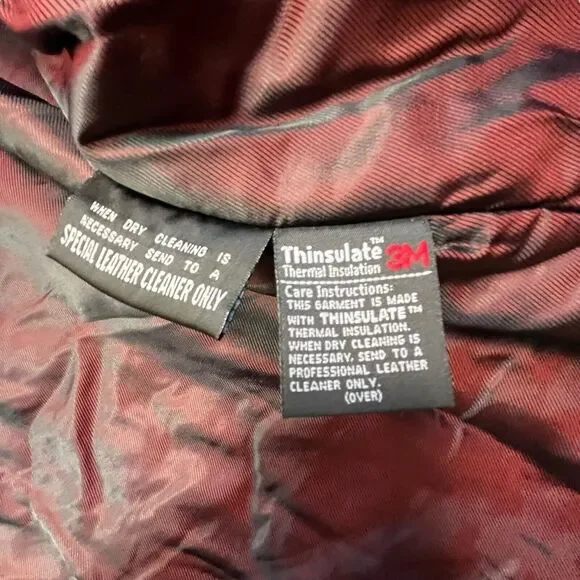 WHEN DRY CLEANING IS
NECESSARY SEND TO A
SPECIAL LEATHER CLEANER ONLY
Thinsulate™ 3M
Thermal Insulation
Care Instructions:
THIS GARMENT IS MADE
WITH THINSULATE™
THERMAL INSULATION.
WHEN DRY CLEANING IS
NECESSARY, SEND TO A
PROFESSIONAL LEATHER
CLEANER ONLY.
(OVER)